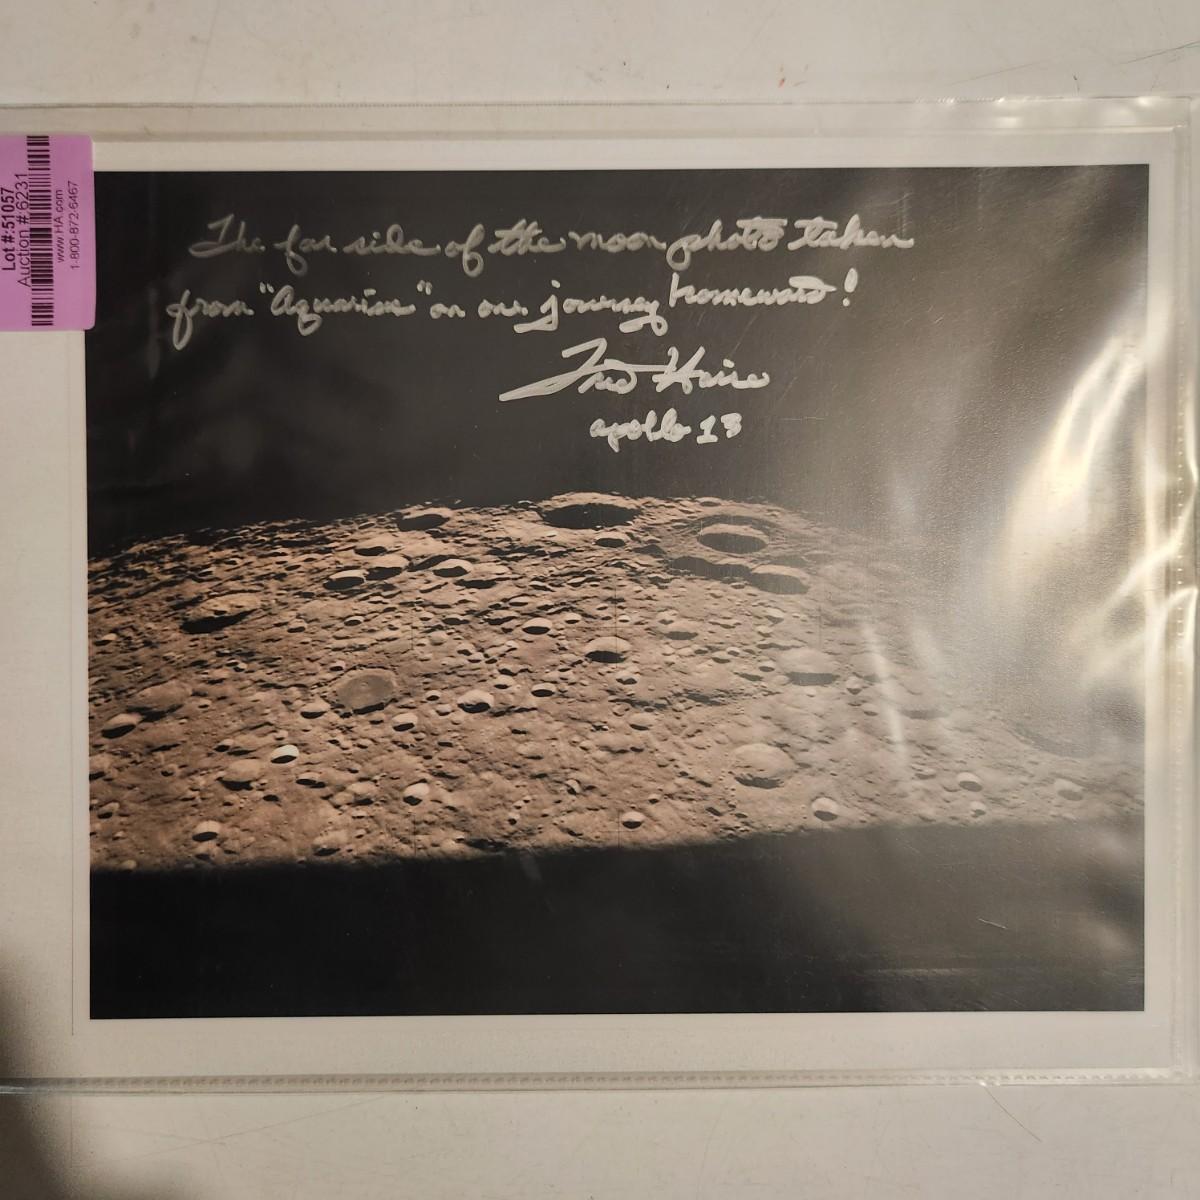 Lot #:51057
Auction # 6231
www.HA.com
1-800-872-6467
The far side of the moon photo taken
from "Aquarius" on our journey homeward!
Fred Haise
Apollo 13